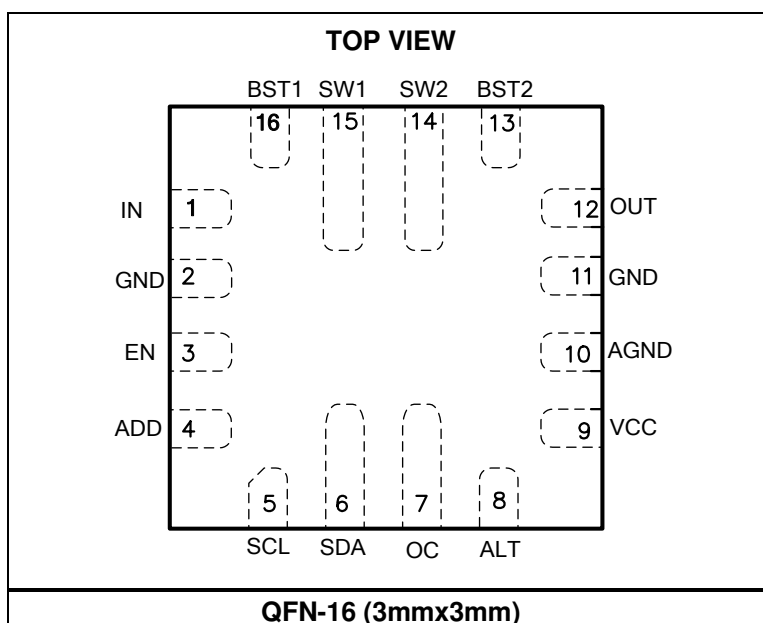 TOP VIEW
BST1 SW1 SW2 BST2
16 15 14 13
IN 1 12 OUT
GND 2 11 GND
EN 3 10 AGND
ADD 4 9 VCC
5 6 7 8
SCL SDA OC ALT
QFN-16 (3mmx3mm)